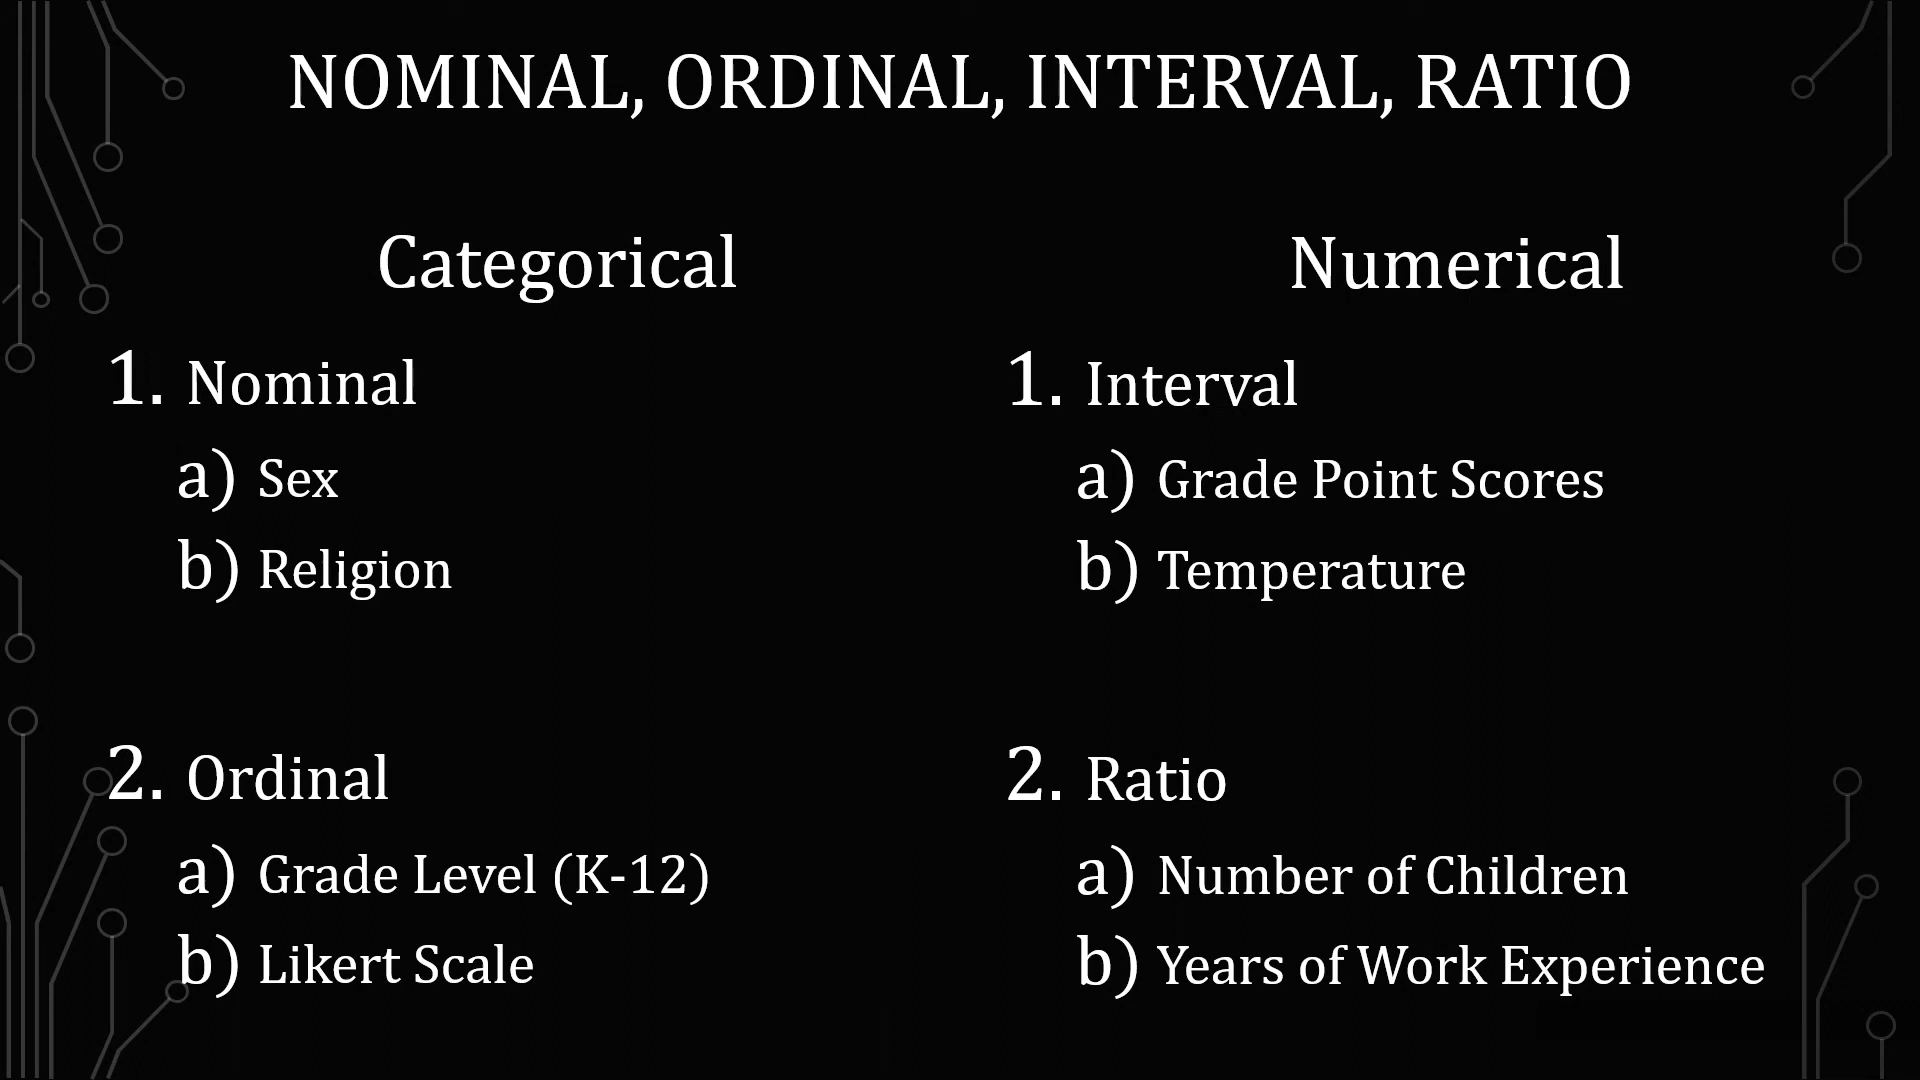 NOMINAL, ORDINAL, INTERVAL, RATIO
Categorical
1. Nominal
a) Sex
b) Religion
2. Ordinal
a) Grade Level (K-12)
b) Likert Scale
Numerical
1. Interval
a) Grade Point Scores
b) Temperature
2. Ratio
a) Number of Children
b) Years of Work Experience